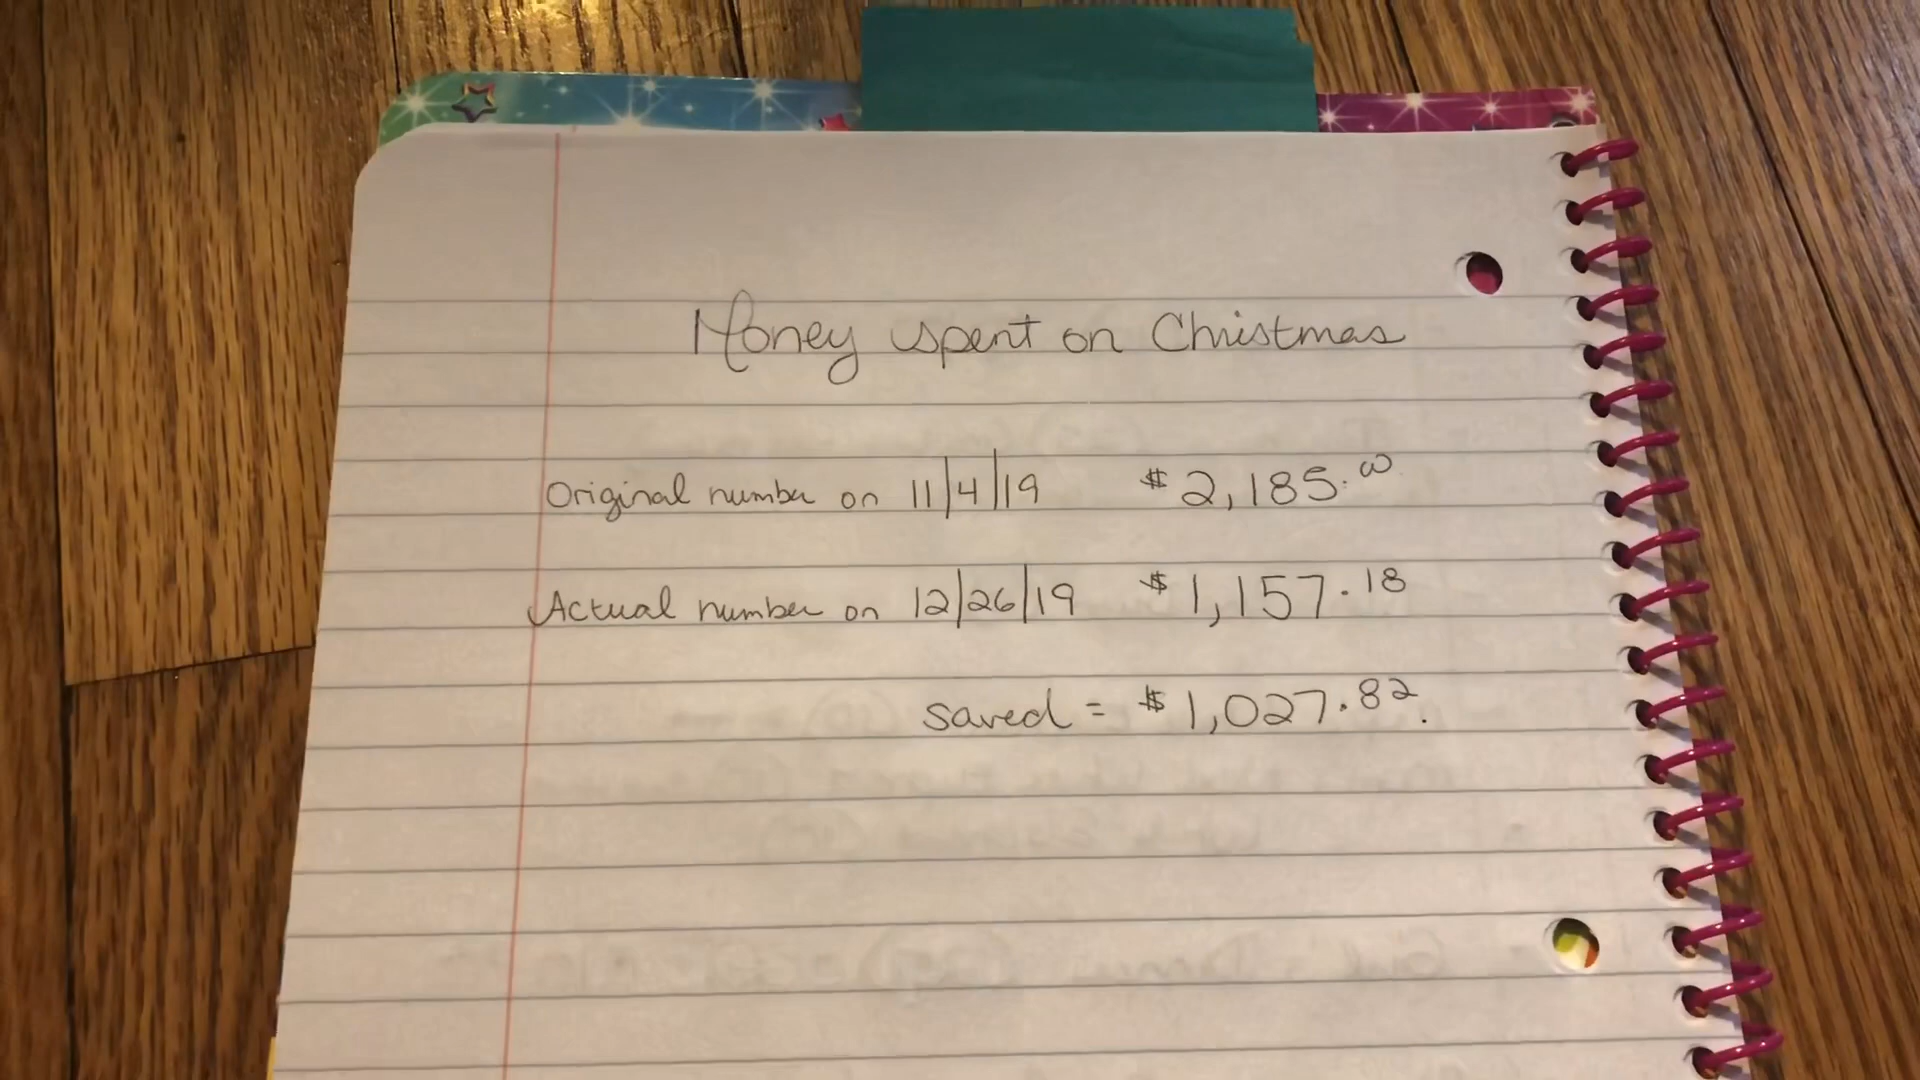 Money spent on Christmas
Original number on 11/4/19 $2,185.00
Actual number on 12/26/19 $1,157.18
saved = $1,027.82.